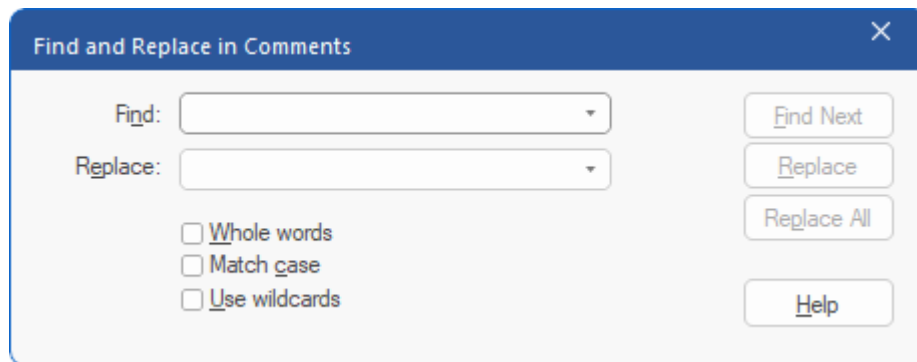 Find and Replace in Comments
Find:
Find Next
Replace:
Replace
Replace All
Whole words
Match case
Use wildcards
Help